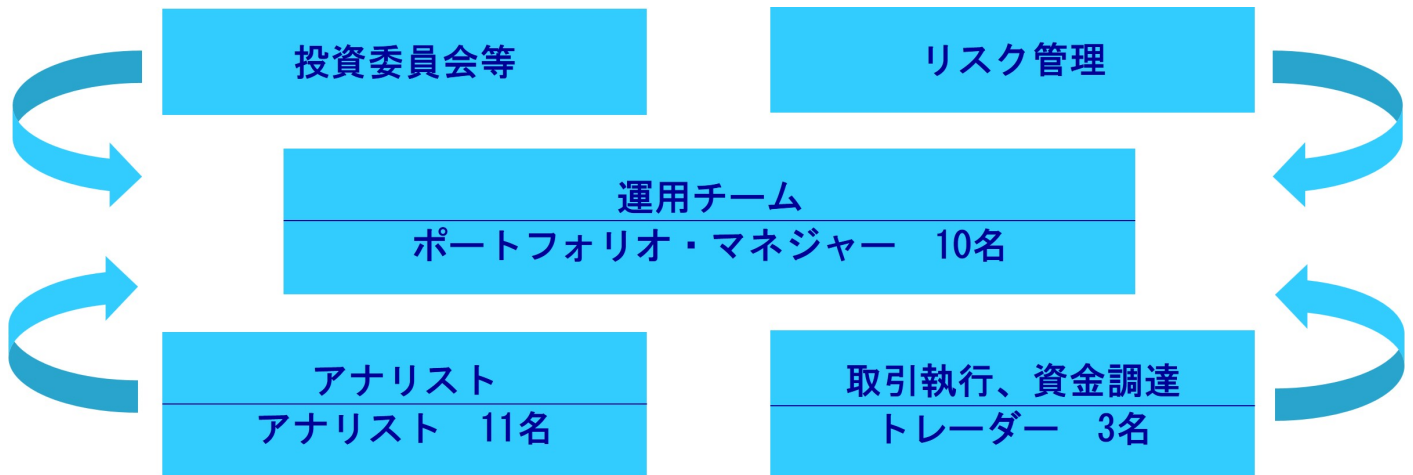 投資委員会等
リスク管理
運用チーム
ポートフォリオ・マネジャー　10名
アナリスト
アナリスト　11名
取引執行、資金調達
トレーダー　3名